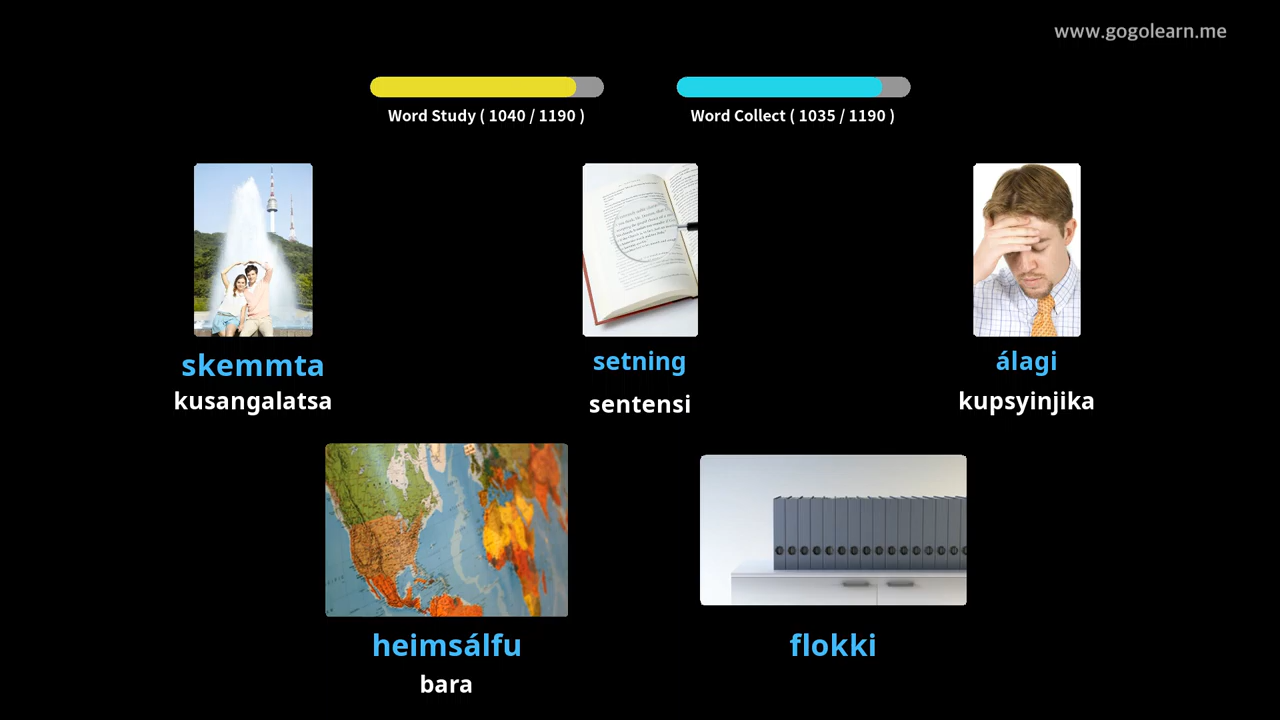 www.gogolearn.me
Word Study ( 1040 / 1190 )
Word Collect ( 1035 / 1190 )
skemmta
kusangalatsa
setning
sentensi
álagi
kupsyinjika
heimsálfu
bara
flokki